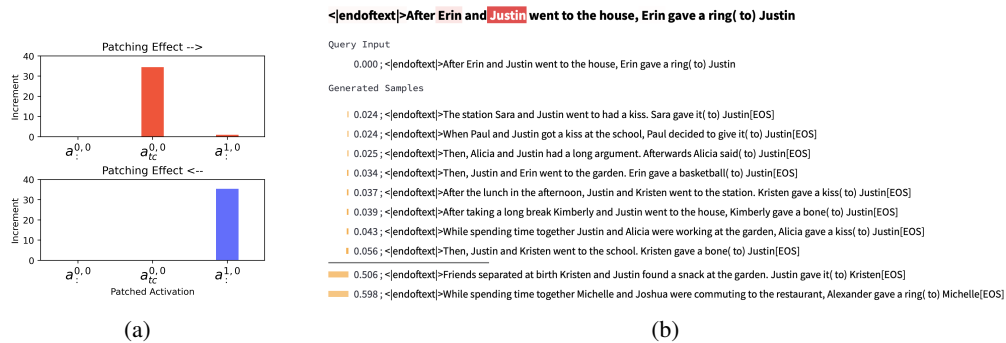 Patching Effect -->
Increment
40
30
20
10
0
a_:^{0,0}
a_{tc}^{0,0}
a_:^{1,0}
Patching Effect <--
Increment
40
30
20
10
0
a_:^{0,0}
a_{tc}^{0,0}
a_:^{1,0}
Patched Activation
(a)
<|endoftext|>After Erin and Justin went to the house, Erin gave a ring( to) Justin
Query Input
0.000 ; <|endoftext|>After Erin and Justin went to the house, Erin gave a ring( to) Justin
Generated Samples
0.024 ; <|endoftext|>The station Sara and Justin went to had a kiss. Sara gave it( to) Justin[EOS]
0.024 ; <|endoftext|>When Paul and Justin got a kiss at the school, Paul decided to give it( to) Justin[EOS]
0.025 ; <|endoftext|>Then, Alicia and Justin had a long argument. Afterwards Alicia said( to) Justin[EOS]
0.034 ; <|endoftext|>Then, Justin and Erin went to the garden. Erin gave a basketball( to) Justin[EOS]
0.037 ; <|endoftext|>After the lunch in the afternoon, Justin and Kristen went to the station. Kristen gave a kiss( to) Justin[EOS]
0.039 ; <|endoftext|>After taking a long break Kimberly and Justin went to the house, Kimberly gave a bone( to) Justin[EOS]
0.043 ; <|endoftext|>While spending time together Justin and Alicia were working at the garden, Alicia gave a kiss( to) Justin[EOS]
0.056 ; <|endoftext|>Then, Justin and Kristen went to the school. Kristen gave a bone( to) Justin[EOS]
0.506 ; <|endoftext|>Friends separated at birth Kristen and Justin found a snack at the garden. Justin gave it( to) Kristen[EOS]
0.598 ; <|endoftext|>While spending time together Michelle and Joshua were commuting to the restaurant, Alexander gave a ring( to) Michelle[EOS]
(b)